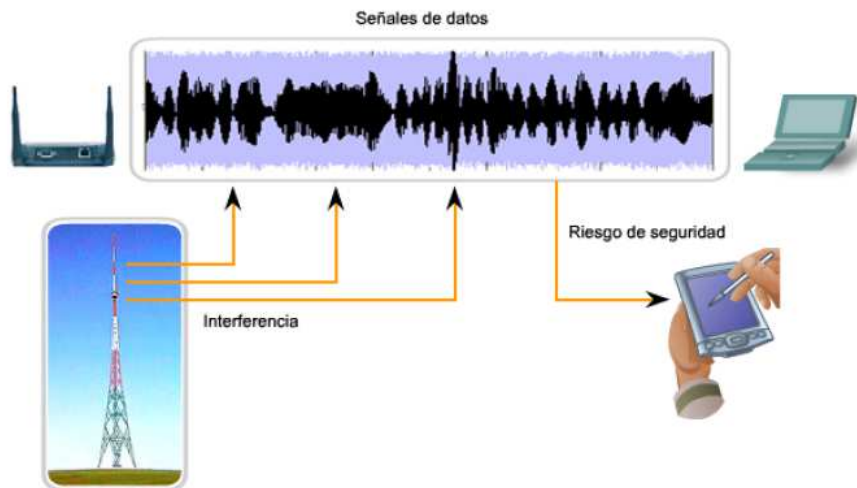 Señales de datos
Riesgo de seguridad
Interferencia